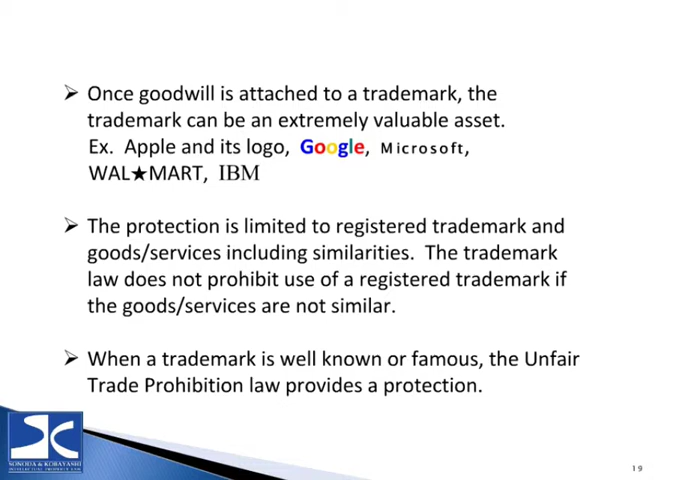 ➢ Once goodwill is attached to a trademark, the
trademark can be an extremely valuable asset.
Ex. Apple and its logo, Google, Microsoft,
WAL★MART, IBM
➢ The protection is limited to registered trademark and
goods/services including similarities. The trademark
law does not prohibit use of a registered trademark if
the goods/services are not similar.
➢ When a trademark is well known or famous, the Unfair
Trade Prohibition law provides a protection.
SONODA & KOBAYASHI
INTELLECTUAL PROPERTY LAW
19